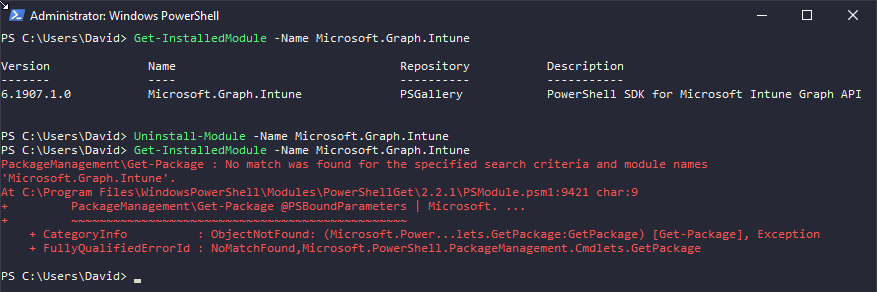 Administrator: Windows PowerShell
PS C:\Users\David> Get-InstalledModule -Name Microsoft.Graph.Intune
Version Name Repository Description
------- ---- ---------- -----------
6.1907.1.0 Microsoft.Graph.Intune PSGallery PowerShell SDK for Microsoft Intune Graph API
PS C:\Users\David> Uninstall-Module -Name Microsoft.Graph.Intune
PS C:\Users\David> Get-InstalledModule -Name Microsoft.Graph.Intune
PackageManagement\Get-Package : No match was found for the specified search criteria and module names
'Microsoft.Graph.Intune'.
At C:\Program Files\WindowsPowerShell\Modules\PowerShellGet\2.2.1\PSModule.psm1:9421 char:9
+ PackageManagement\Get-Package @PSBoundParameters | Microsoft. ...
+ ~~~~~~~~~~~~~~~~~~~~~~~~~~~~~~~~~~~~~~~~~~~~~~~~
+ CategoryInfo : ObjectNotFound: (Microsoft.Power...lets.GetPackage:GetPackage) [Get-Package], Exception
+ FullyQualifiedErrorId : NoMatchFound,Microsoft.PowerShell.PackageManagement.Cmdlets.GetPackage
PS C:\Users\David> _